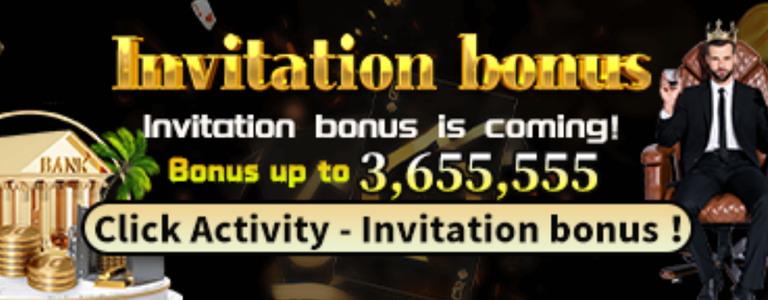 Invitation bonus
Invitation bonus is coming!
Bonus up to 3,655,555
BANK
Click Activity - Invitation bonus !